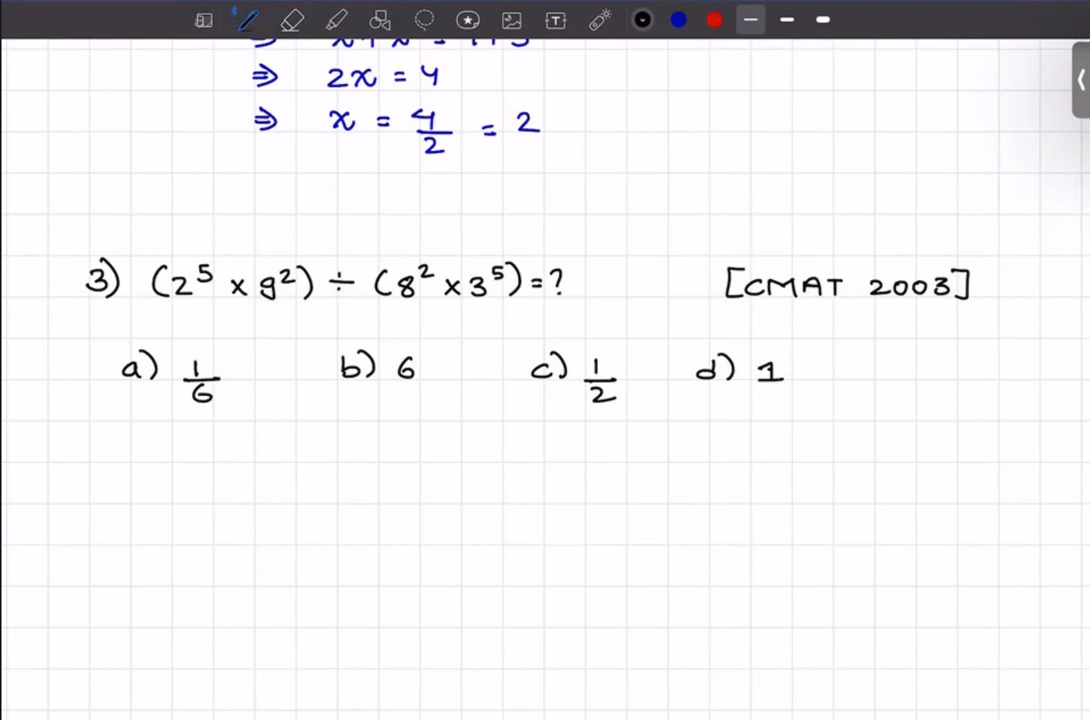 ⇒ 2x = 4
⇒ x = 4/2 = 2
3) (2⁵ × 9²) ÷ (8² × 3⁵) = ? [CMAT 2003]
a) 1/6 b) 6 c) 1/2 d) 1